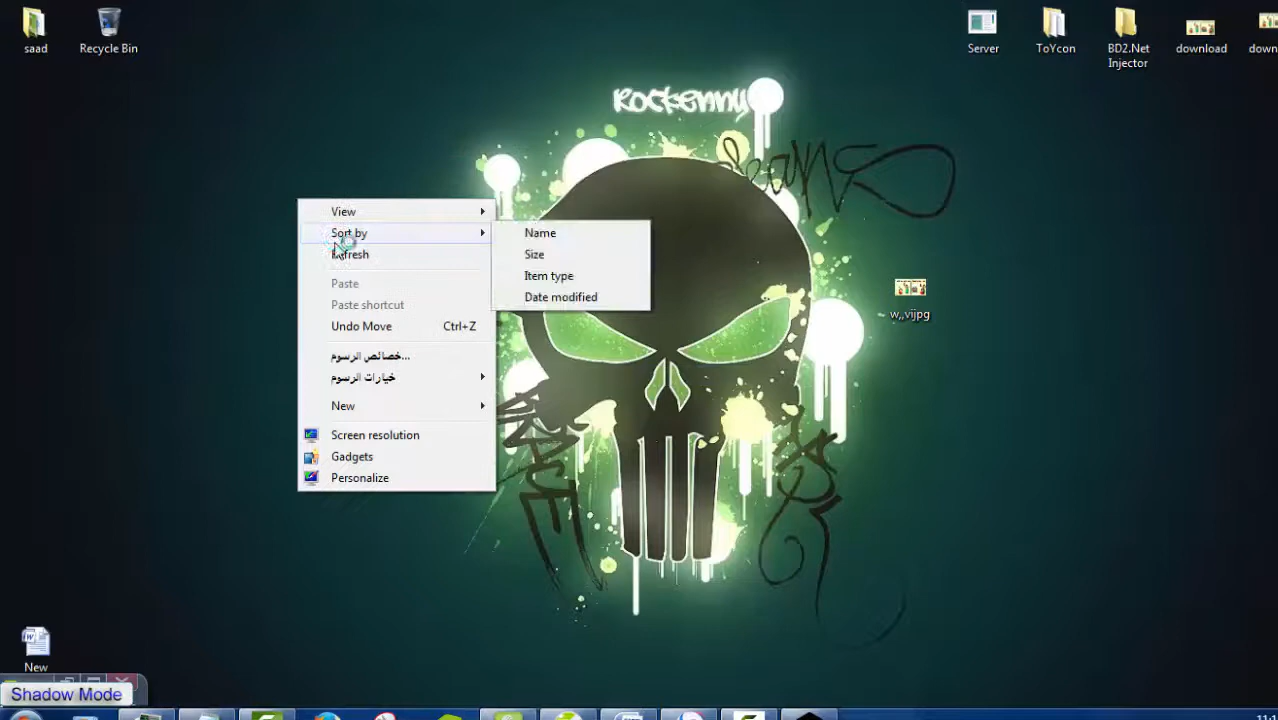 saad
Recycle Bin
Server
ToYcon
BD2.Net
Injector
download
down
Rockenny
w,,vijpg
View
Sort by
Refresh
Paste
Paste shortcut
Undo Move Ctrl+Z
خصائص الرسوم...
خيارات الرسوم
New
Screen resolution
Gadgets
Personalize
Name
Size
Item type
Date modified
New
Shadow Mode